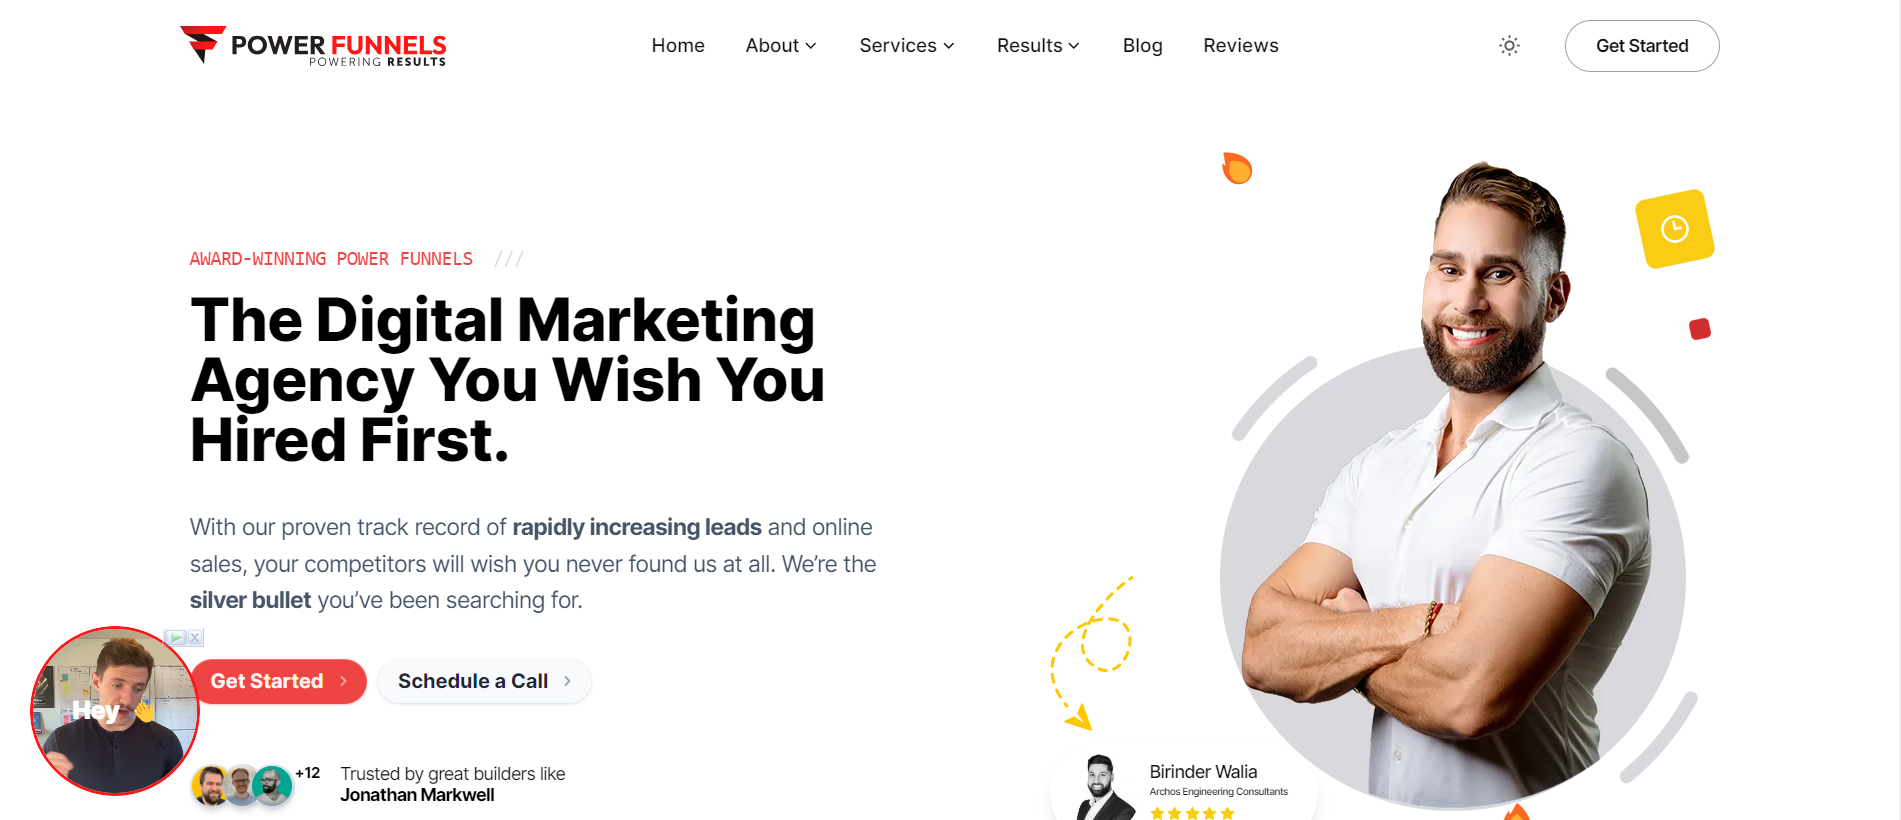 POWER FUNNELS
POWERING RESULTS
Home
About
Services
Results
Blog
Reviews
Get Started
AWARD-WINNING POWER FUNNELS ///
The Digital Marketing
Agency You Wish You
Hired First.
With our proven track record of rapidly increasing leads and online
sales, your competitors will wish you never found us at all. We’re the
silver bullet you’ve been searching for.
Get Started
Schedule a Call
Hey 👋
+12
Trusted by great builders like
Jonathan Markwell
Birinder Walia
Archos Engineering Consultants